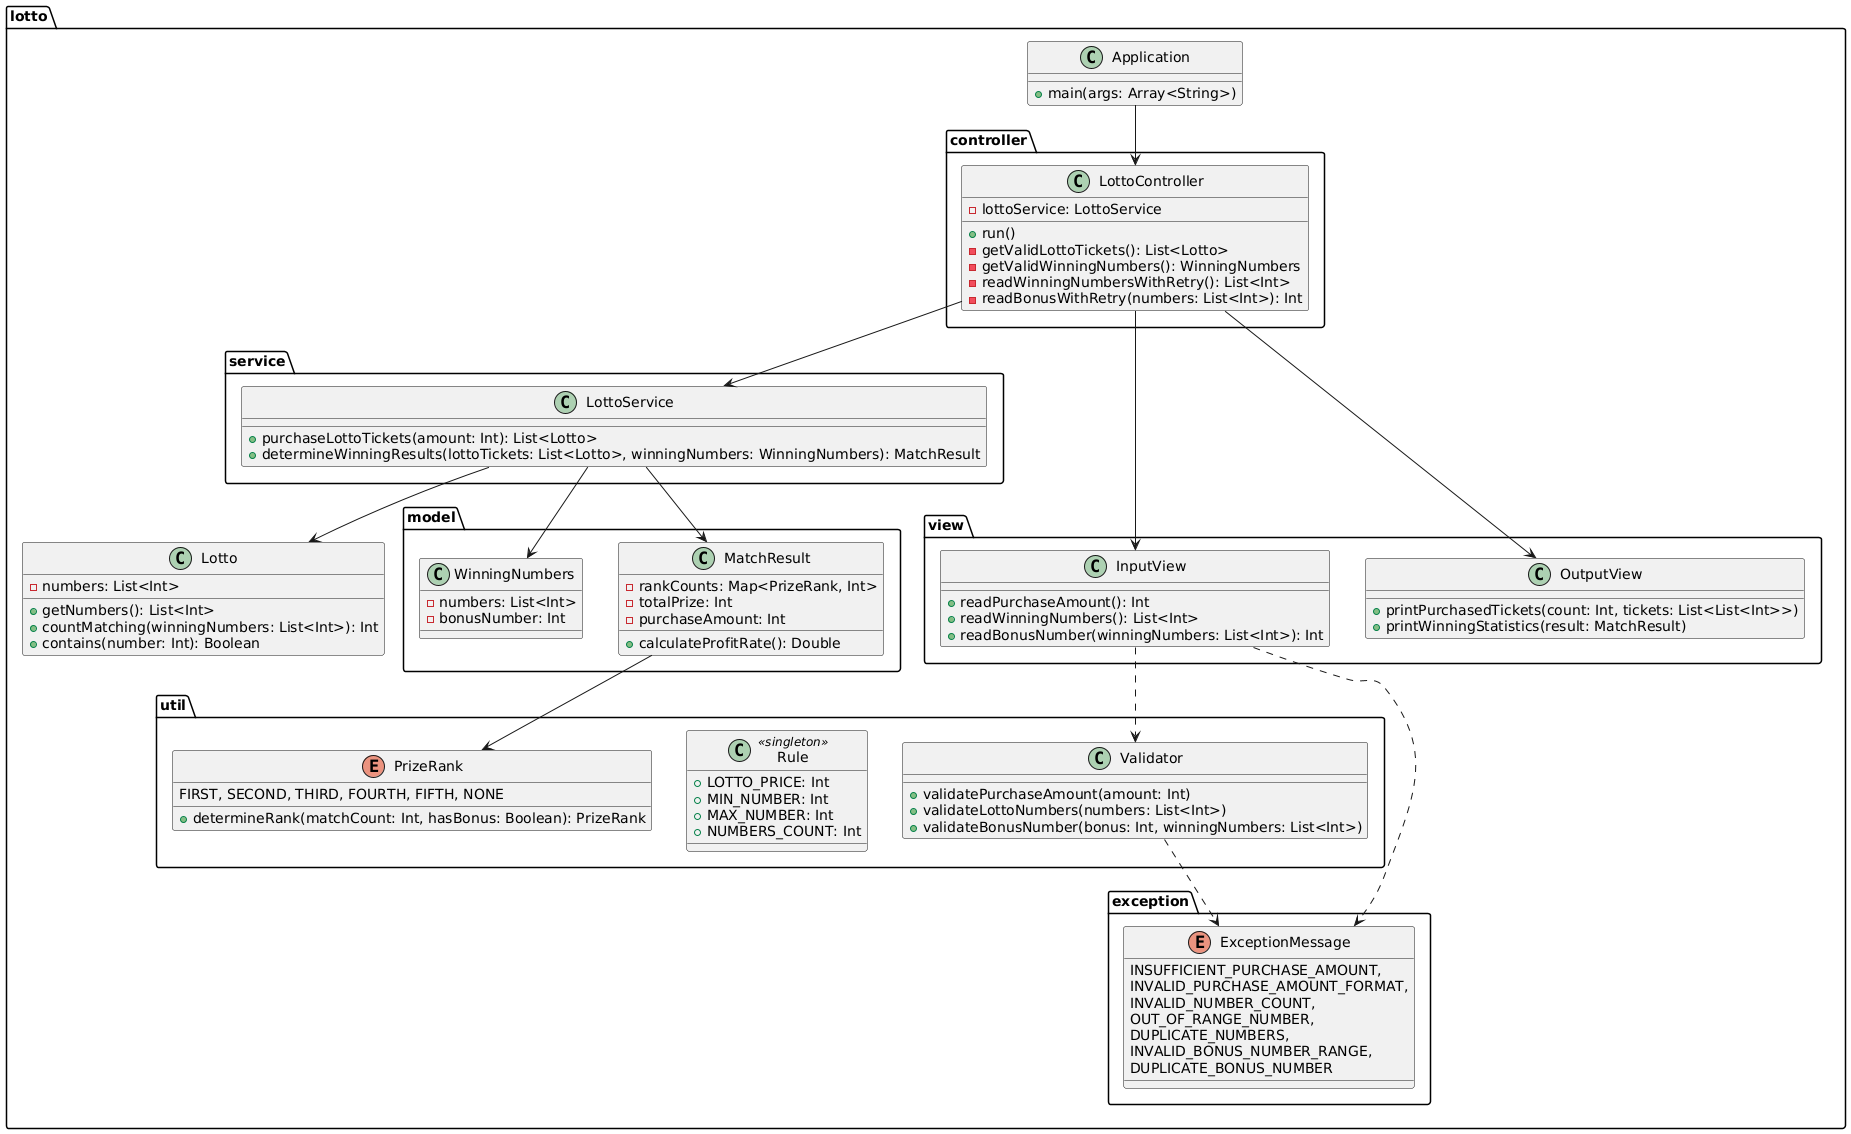 lotto
C Application
main(args: Array<String>)
controller
C LottoController
lottoService: LottoService
run()
getValidLottoTickets(): List<Lotto>
getValidWinningNumbers(): WinningNumbers
readWinningNumbersWithRetry(): List<Int>
readBonusWithRetry(numbers: List<Int>): Int
service
C LottoService
purchaseLottoTickets(amount: Int): List<Lotto>
determineWinningResults(lottoTickets: List<Lotto>, winningNumbers: WinningNumbers): MatchResult
C Lotto
numbers: List<Int>
getNumbers(): List<Int>
countMatching(winningNumbers: List<Int>): Int
contains(number: Int): Boolean
model
C WinningNumbers
numbers: List<Int>
bonusNumber: Int
C MatchResult
rankCounts: Map<PrizeRank, Int>
totalPrize: Int
purchaseAmount: Int
calculateProfitRate(): Double
view
C InputView
readPurchaseAmount(): Int
readWinningNumbers(): List<Int>
readBonusNumber(winningNumbers: List<Int>): Int
C OutputView
printPurchasedTickets(count: Int, tickets: List<List<Int>>)
printWinningStatistics(result: MatchResult)
util
E PrizeRank
FIRST, SECOND, THIRD, FOURTH, FIFTH, NONE
determineRank(matchCount: Int, hasBonus: Boolean): PrizeRank
«singleton»
C Rule
LOTTO_PRICE: Int
MIN_NUMBER: Int
MAX_NUMBER: Int
NUMBERS_COUNT: Int
C Validator
validatePurchaseAmount(amount: Int)
validateLottoNumbers(numbers: List<Int>)
validateBonusNumber(bonus: Int, winningNumbers: List<Int>)
exception
E ExceptionMessage
INSUFFICIENT_PURCHASE_AMOUNT,
INVALID_PURCHASE_AMOUNT_FORMAT,
INVALID_NUMBER_COUNT,
OUT_OF_RANGE_NUMBER,
DUPLICATE_NUMBERS,
INVALID_BONUS_NUMBER_RANGE,
DUPLICATE_BONUS_NUMBER